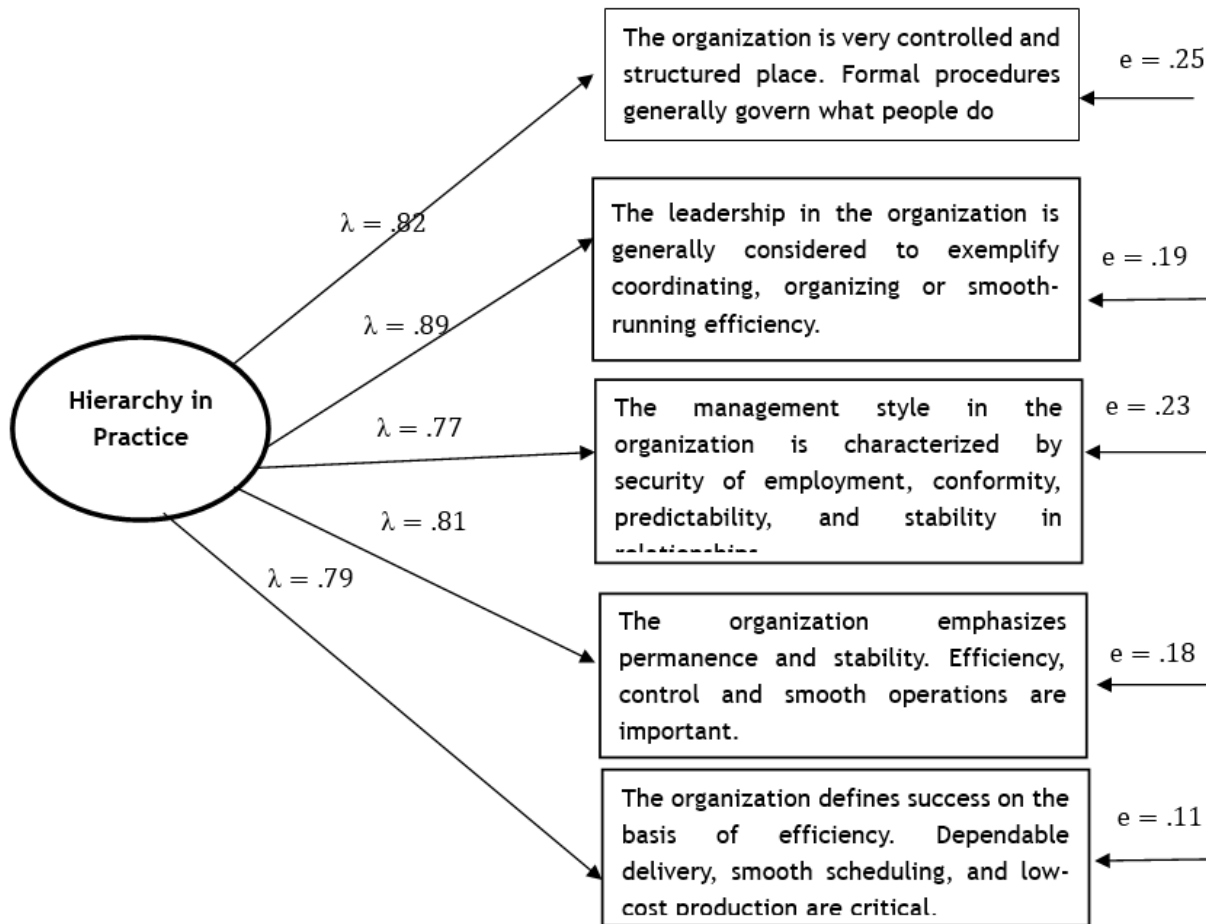 The organization is very controlled and
structured place. Formal procedures
generally govern what people do
e = .25
λ = .82
The leadership in the organization is
generally considered to exemplify
coordinating, organizing or smooth-
running efficiency.
e = .19
λ = .89
Hierarchy in
Practice
λ = .77
The management style in the
organization is characterized by
security of employment, conformity,
predictability, and stability in
relationships
e = .23
λ = .81
λ = .79
The organization emphasizes
permanence and stability. Efficiency,
control and smooth operations are
important.
e = .18
The organization defines success on the
basis of efficiency. Dependable
delivery, smooth scheduling, and low-
cost production are critical.
e = .11